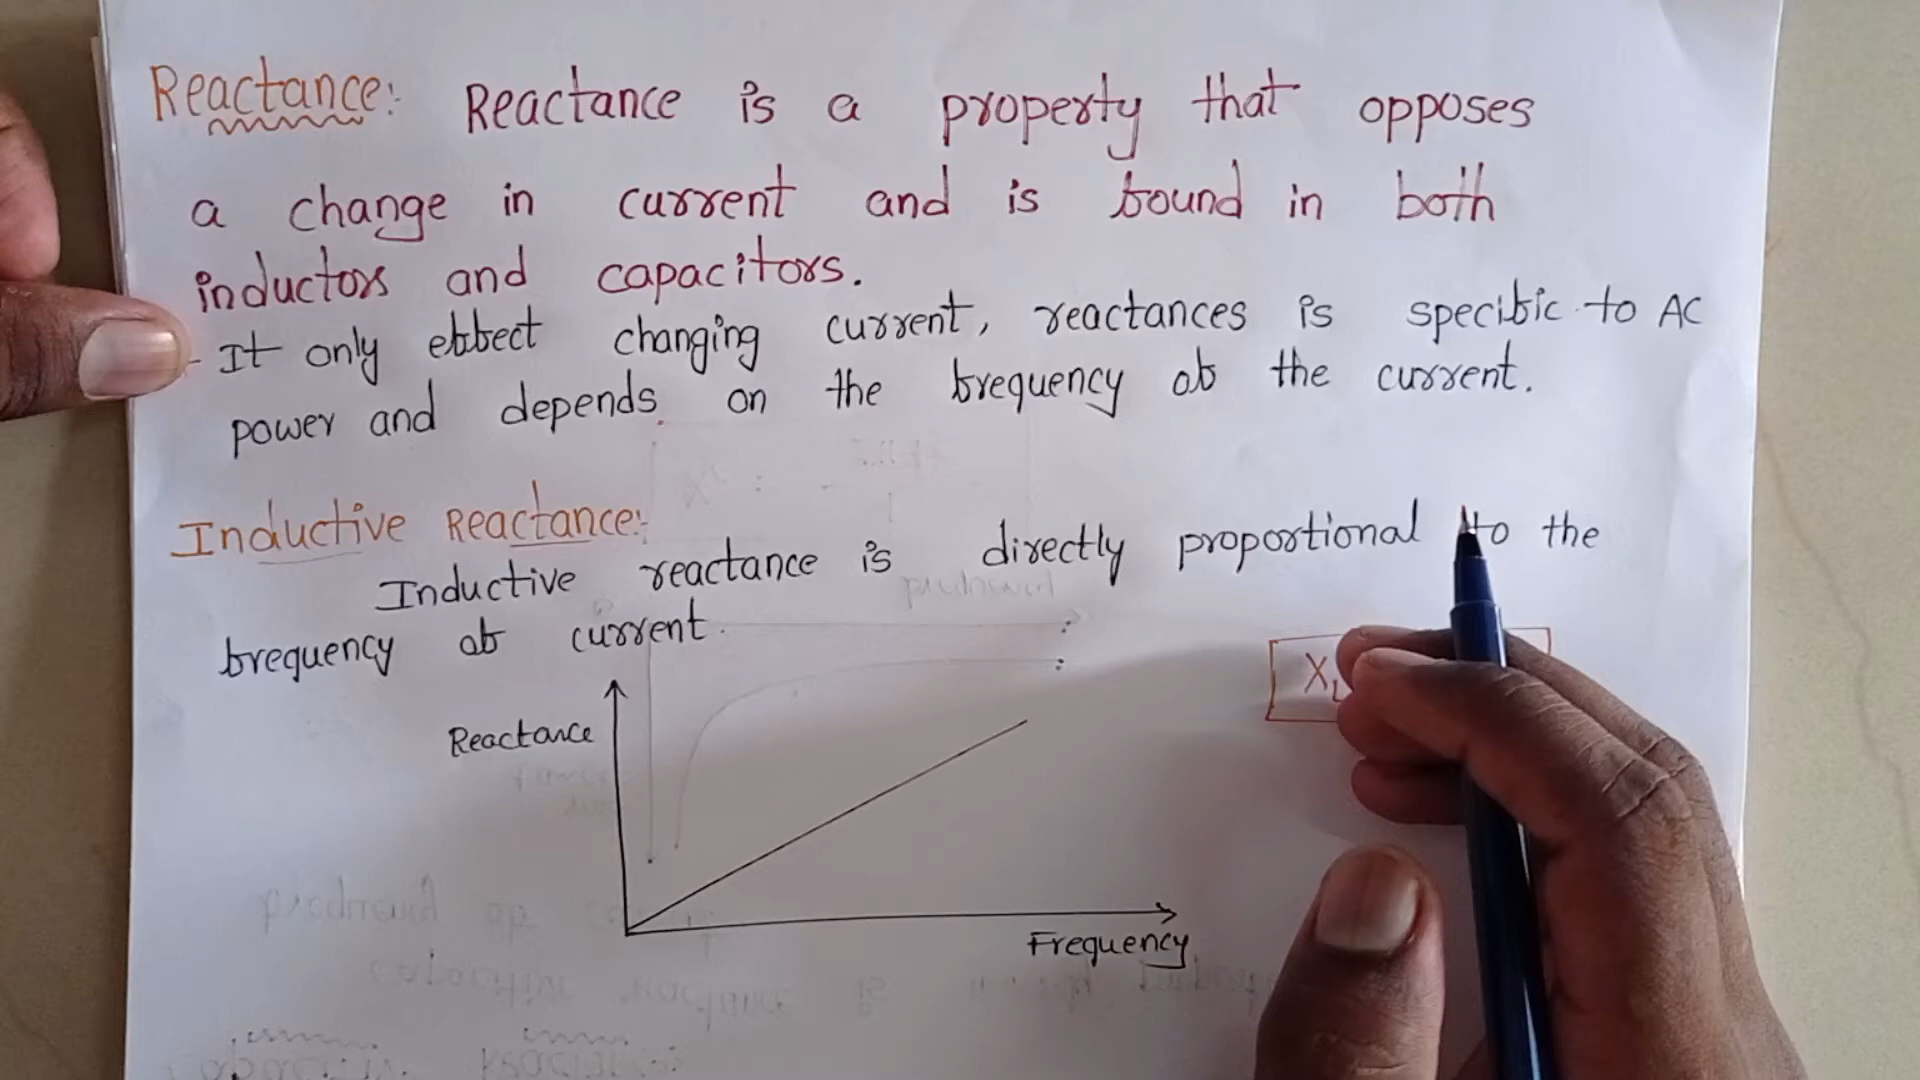 Reactance: Reactance is a property that opposes
a change in current and is found in both
inductors and capacitors.
- It only effect changing current, reactances is specific to AC
power and depends on the frequency of the current.
Inductive Reactance:
Inductive reactance is directly proportional to the
frequency of current.
X_L
Reactance
Frequency